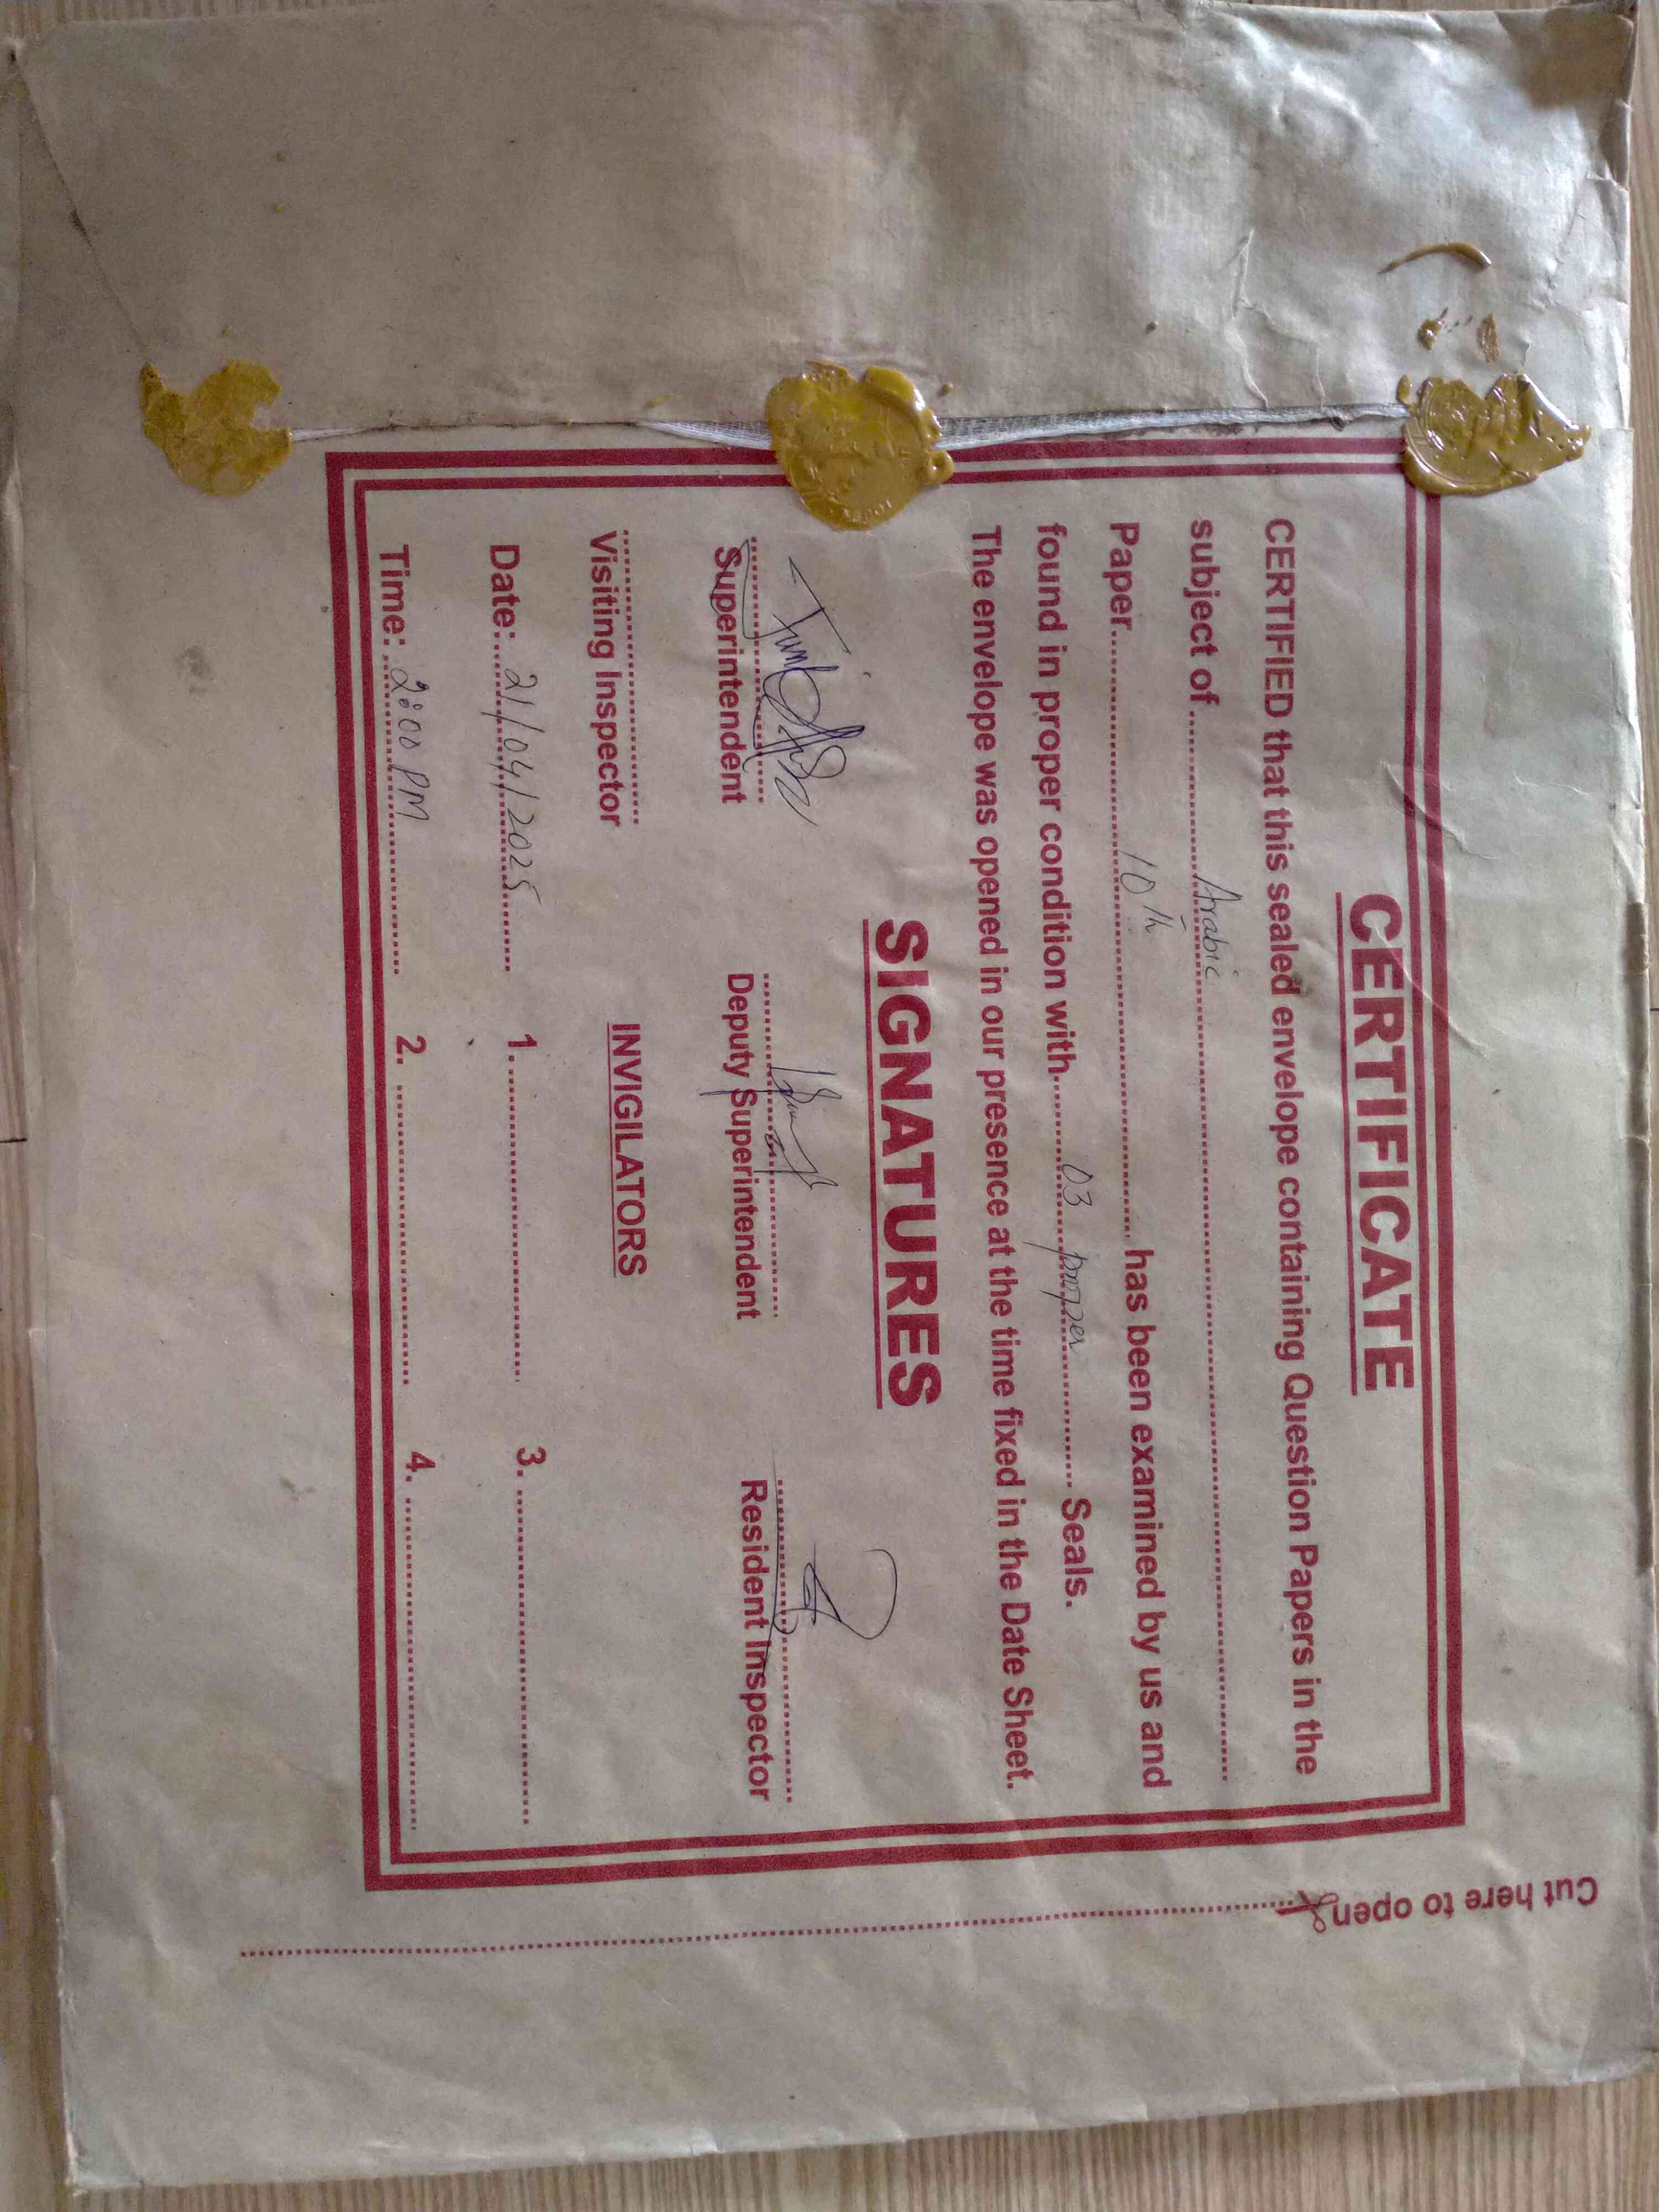 CERTIFICATE
CERTIFIED that this sealed envelope containing Question Papers in the
subject of ............ Arabic ............
Paper ............ 10th ............ has been examined by us and
found in proper condition with ............ 03 proper ............ Seals.
The envelope was opened in our presence at the time fixed in the Date Sheet.
SIGNATURES
Superintendent Deputy Superintendent Resident Inspector
Visiting Inspector
INVIGILATORS
Date: 21/04/2025 1. ............ 3. ............
Time: 2:00 PM 2. ............ 4. ............
Cut here to open